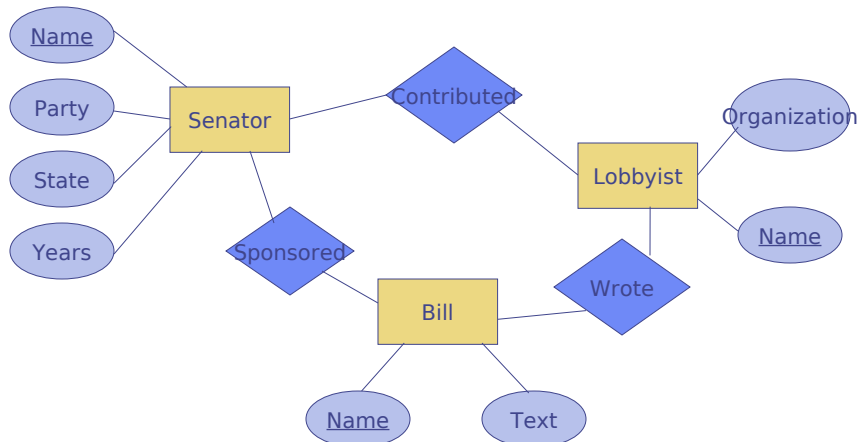 Name
Party
Senator
Contributed
Organization
State
Lobbyist
Years
Sponsored
Name
Wrote
Bill
Name
Text